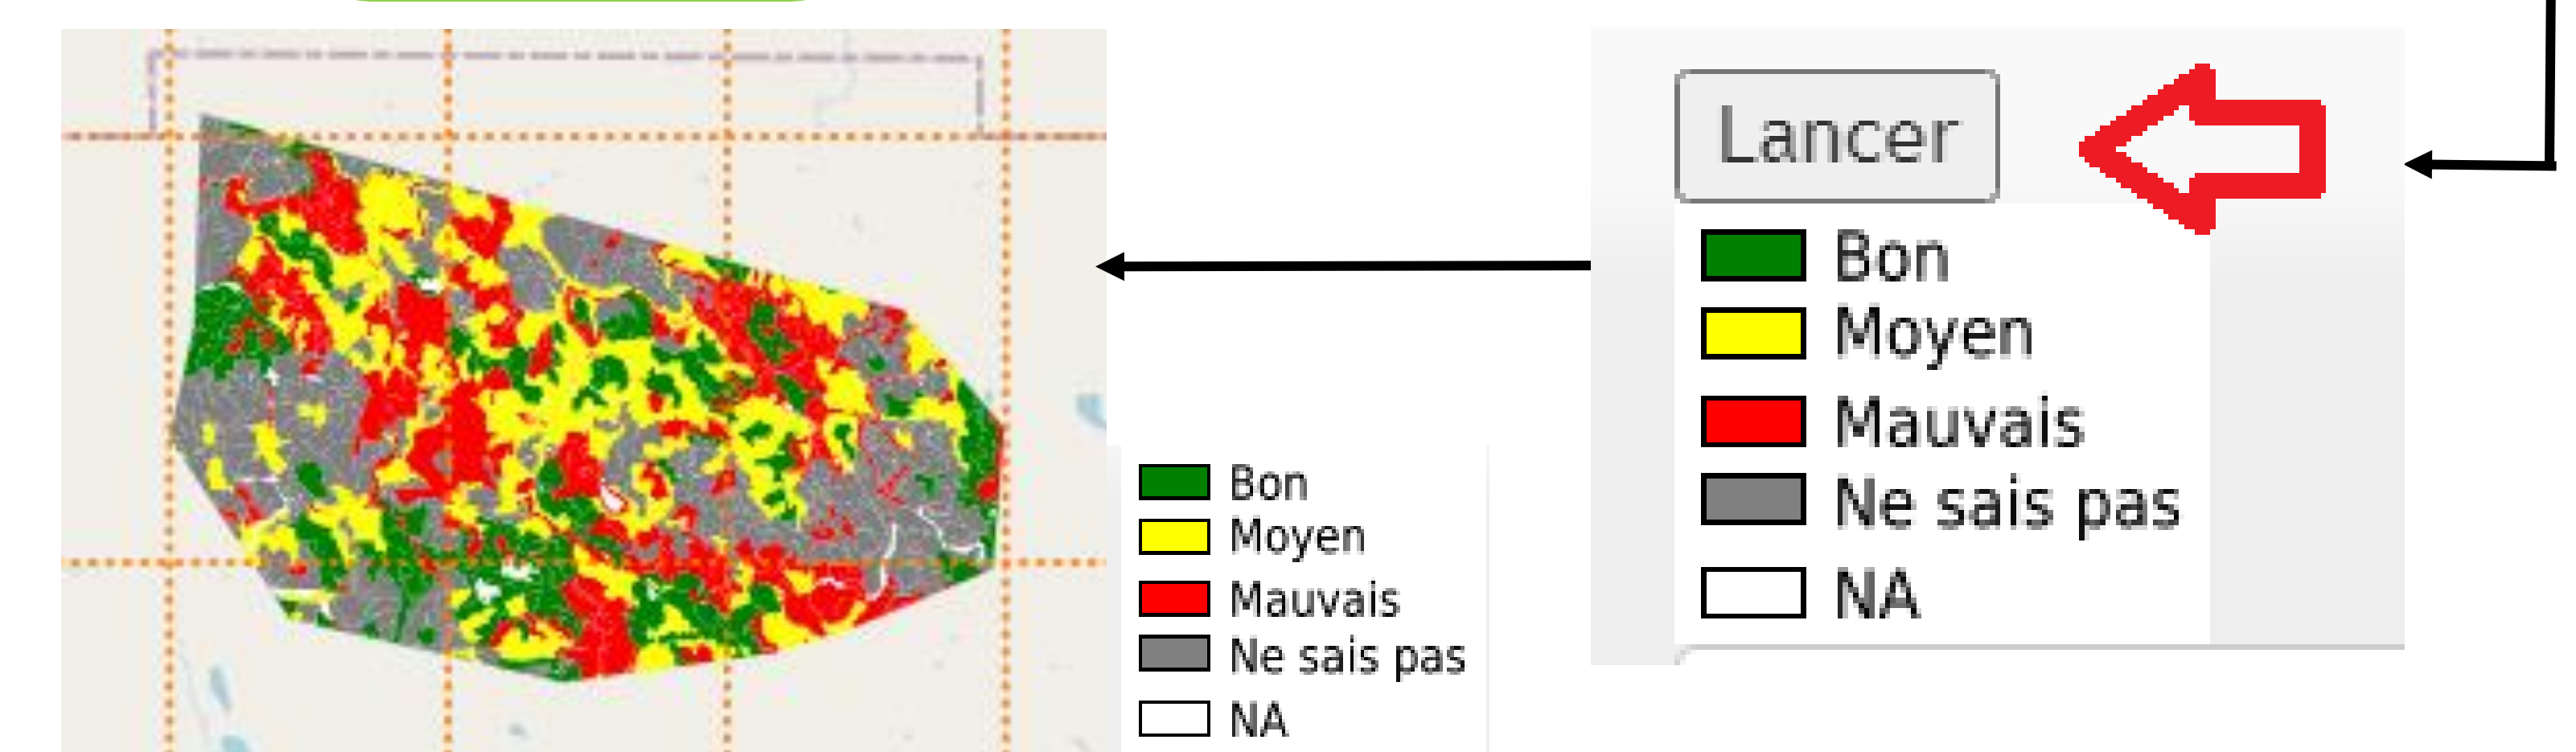 Lancer
Bon
Moyen
Mauvais
Ne sais pas
NA
Bon
Moyen
Mauvais
Ne sais pas
NA